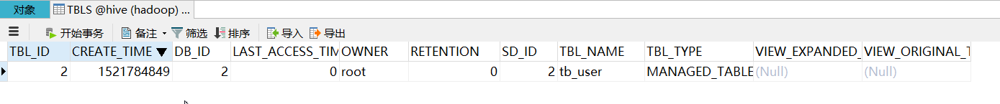 对象 TBLS @hive (hadoop) ...
开始事务 备注 筛选 排序 导入 导出
TBL_ID CREATE_TIME DB_ID LAST_ACCESS_TIM OWNER RETENTION SD_ID TBL_NAME TBL_TYPE VIEW_EXPANDED_ VIEW_ORIGINAL_T
2 1521784849 2 0 root 0 2 tb_user MANAGED_TABLE (Null) (Null)